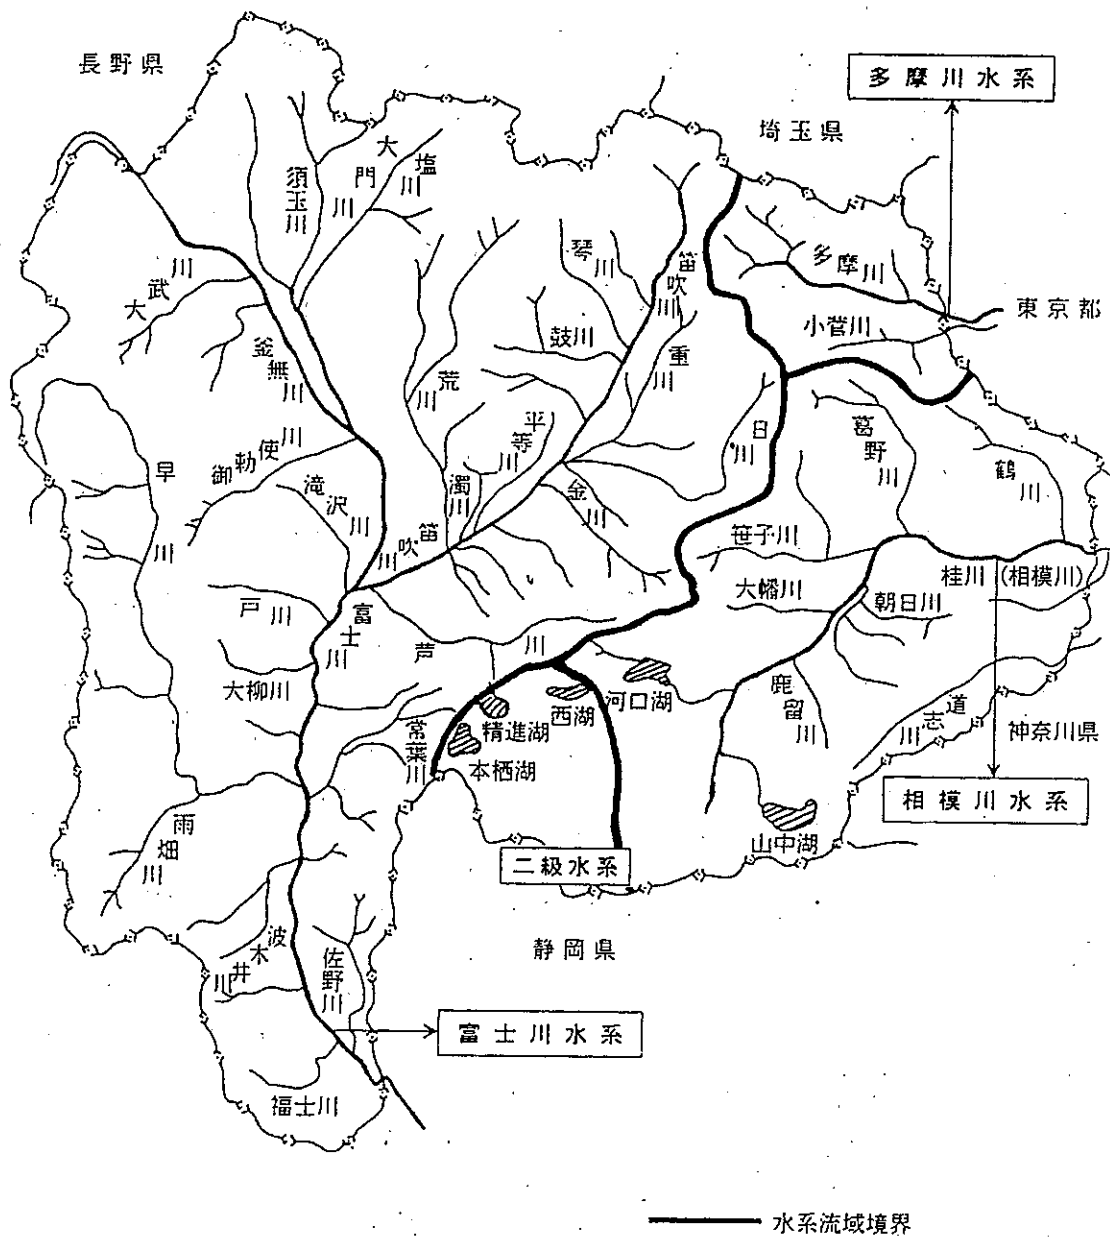 長野県
多摩川水系
埼玉県
大門川
塩川
須玉川
琴川
笛吹川
多摩川
東京都
大武川
小菅川
鼓川
重川
釜無川
荒川
平等川
日川
葛野川
御勅使川
早川
滝沢川
濁川
金川
鶴川
笛吹川
笹子川
桂川(相模川)
戸川
富士川
大幡川
朝日川
芦川
大柳川
河口湖
西湖
鹿留川
道志川
常葉川
精進湖
本栖湖
神奈川県
相模川水系
雨畑川
山中湖
二級水系
波木井川
佐野川
静岡県
富士川水系
福士川
水系流域境界